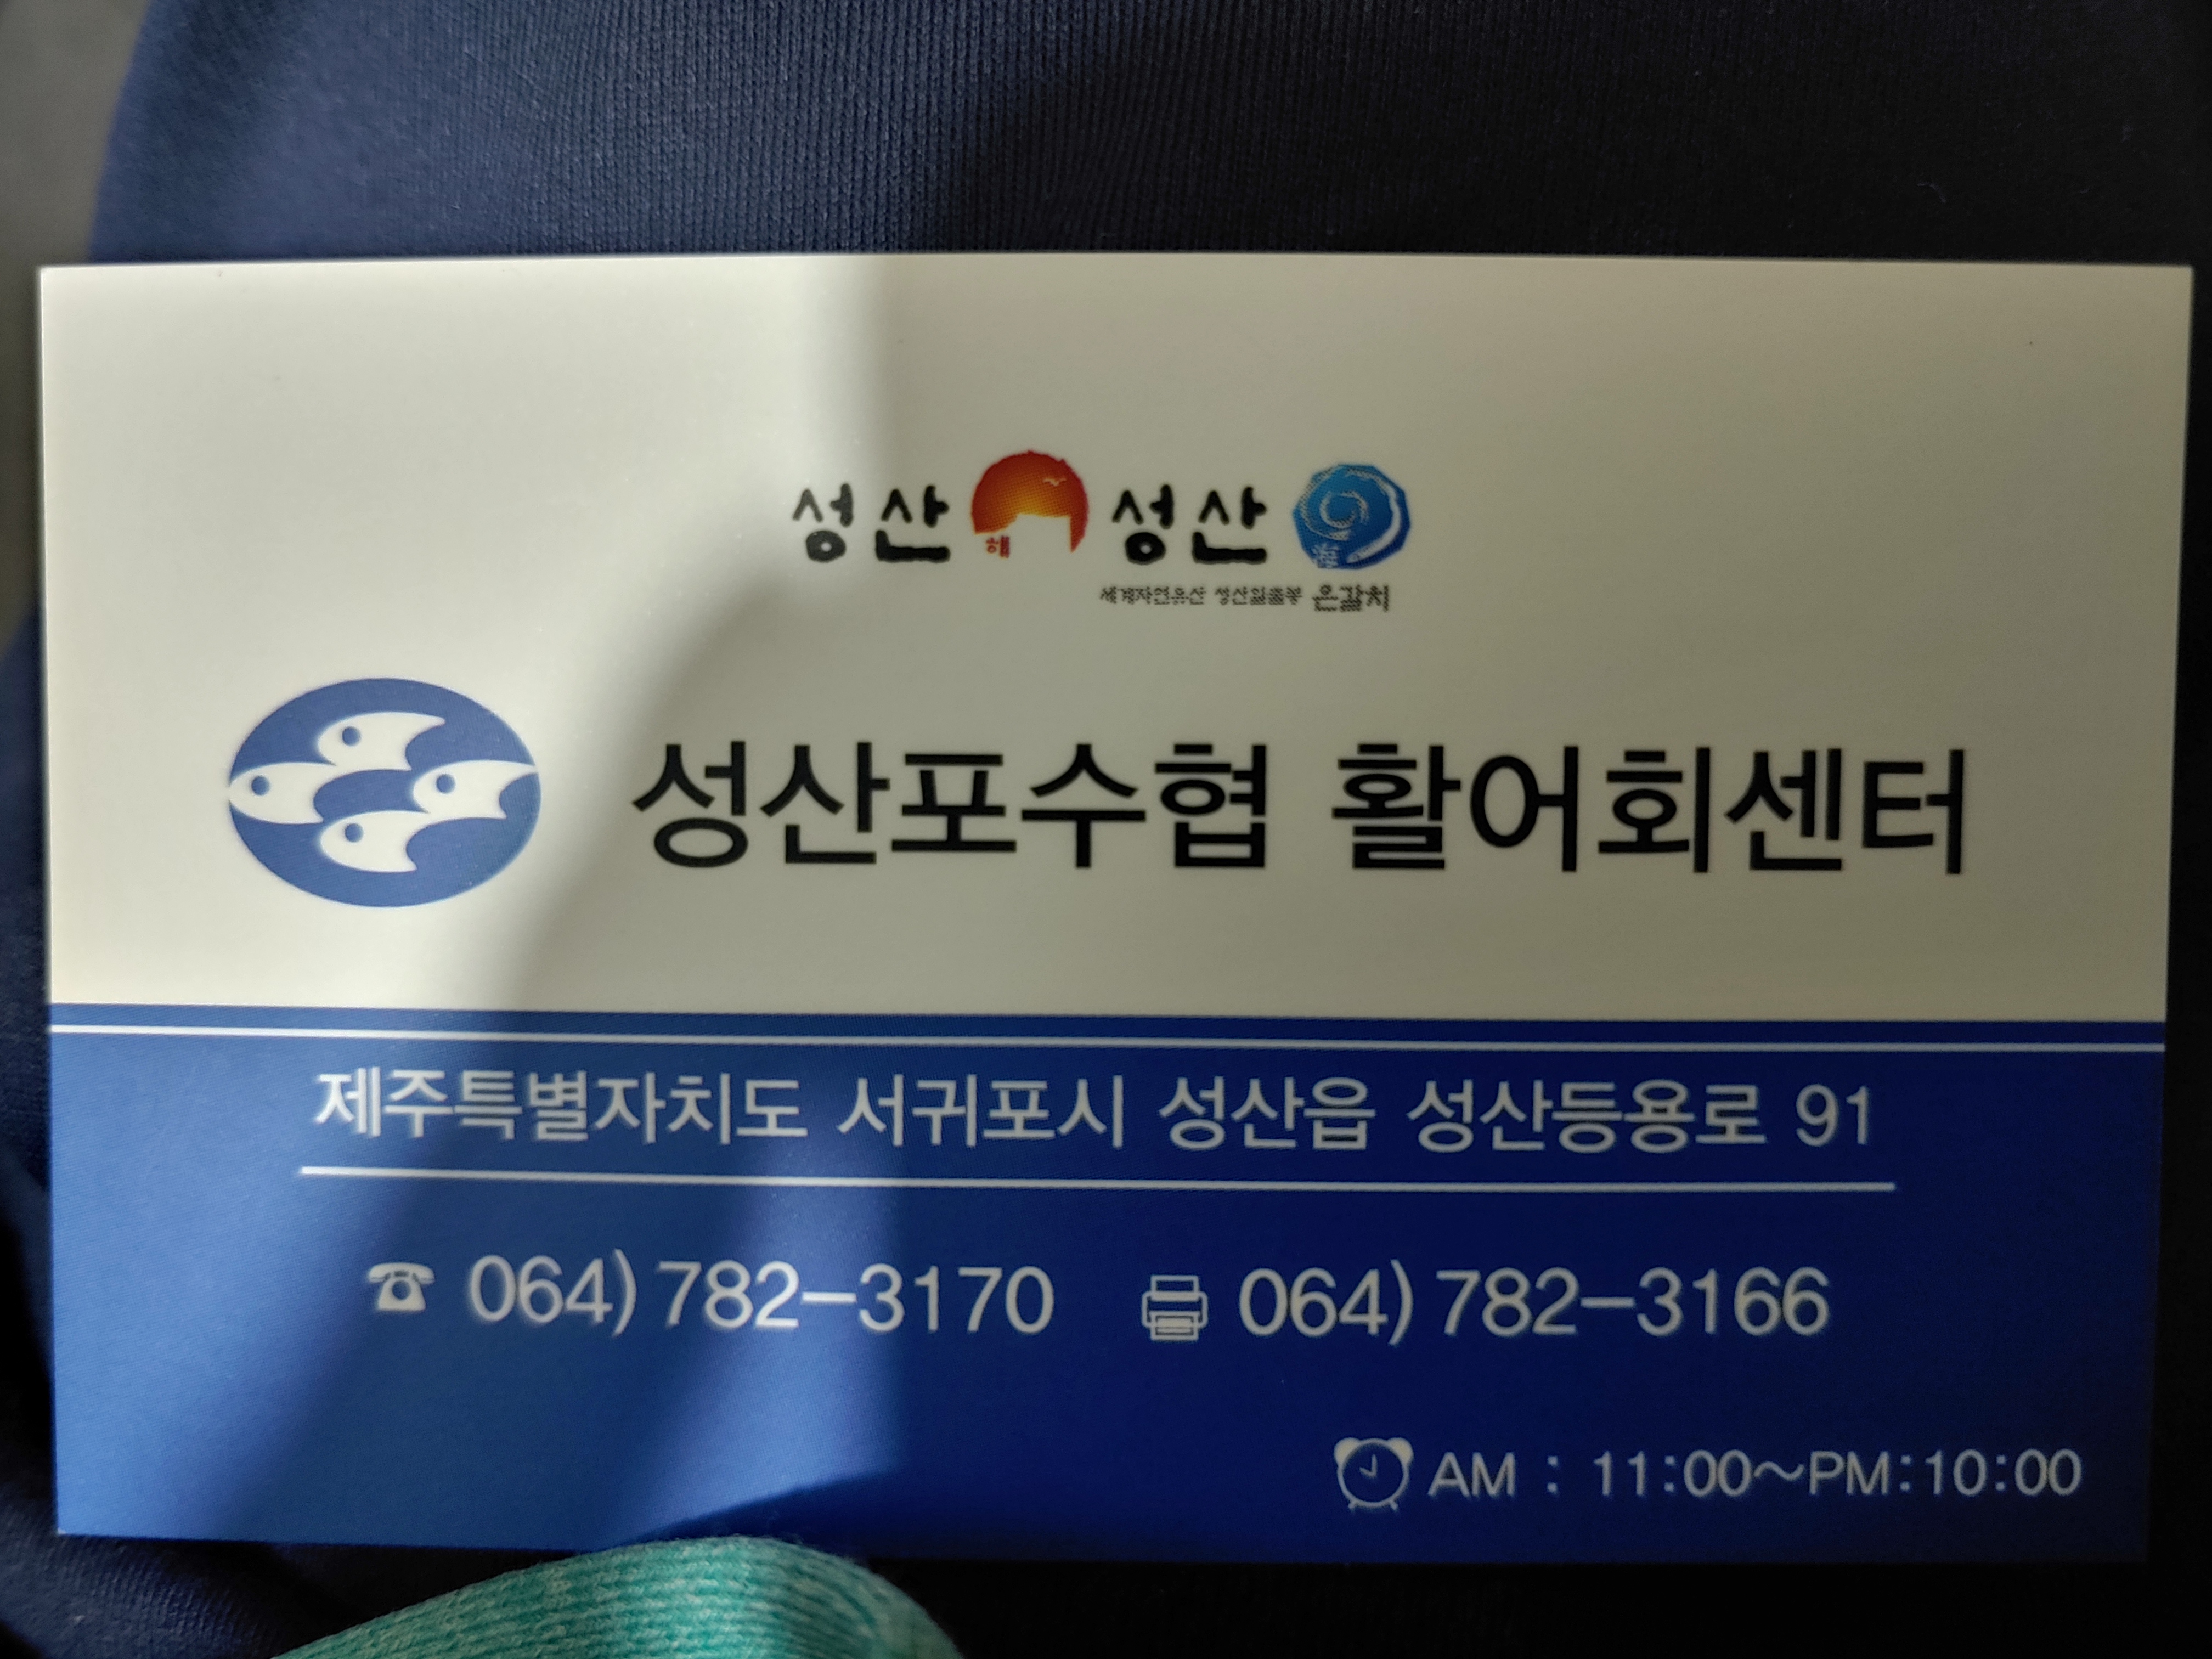 성산 해 성산 海
세계자연유산 성산일출봉 은갈치
성산포수협 활어회센터
제주특별자치도 서귀포시 성산읍 성산등용로 91
064) 782-3170 064) 782-3166
AM : 11:00~PM:10:00